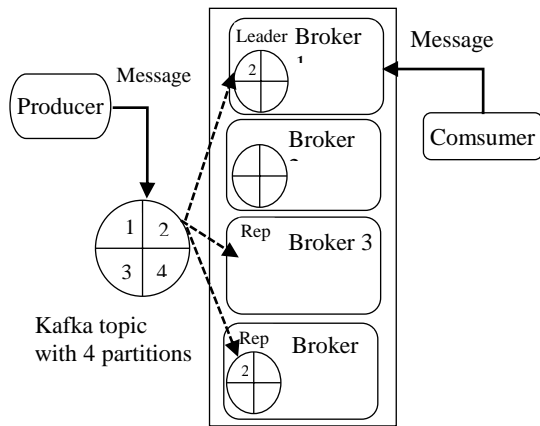 Leader Broker
2
Message
Message
Producer
Comsumer
Broker
1 2
3 4
Rep Broker 3
Kafka topic
with 4 partitions
Rep Broker
2